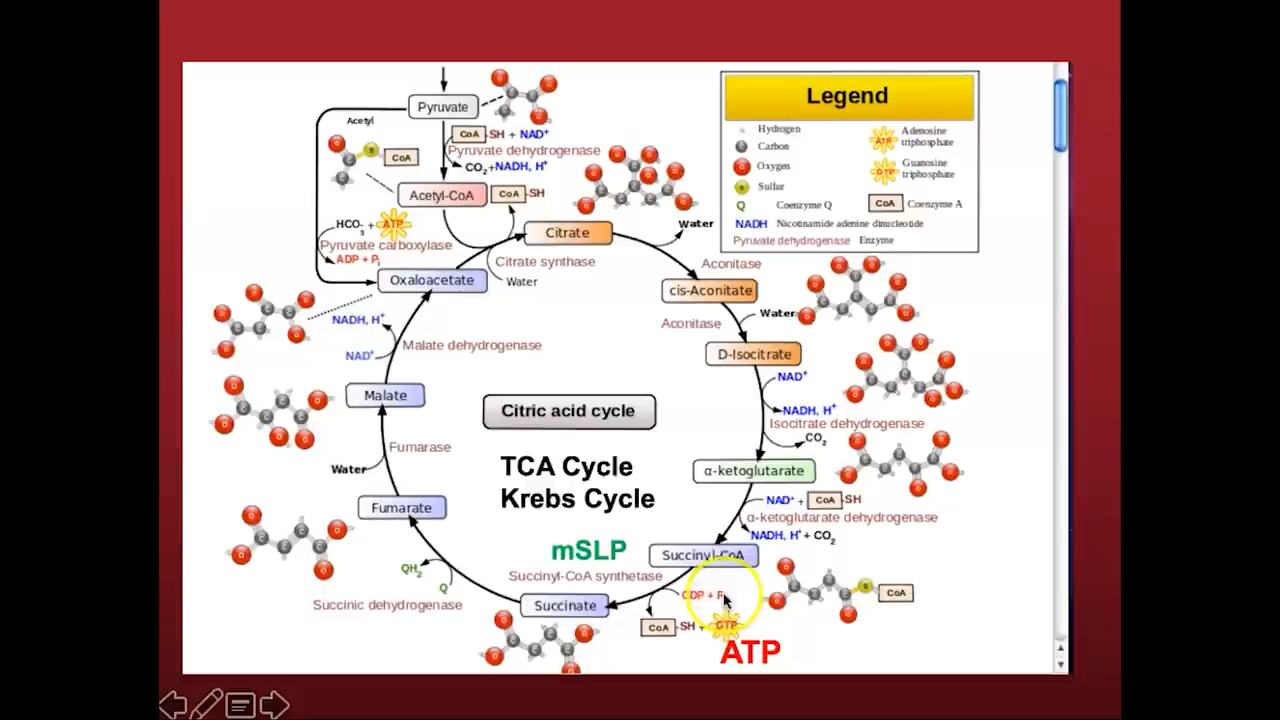 Legend
Hydrogen
Carbon
Oxygen
Sulfur
Q Coenzyme Q
NADH Nicotinamide adenine dinucleotide
Pyruvate dehydrogenase Enzyme
ATP Adenosine triphosphate
GTP Guanosine triphosphate
CoA Coenzyme A
Pyruvate
Acetyl
CoA-SH + NAD⁺
Pyruvate dehydrogenase
CO₂+NADH, H⁺
S CoA
Acetyl-CoA
CoA-SH
HCO₃⁻ + ATP
Pyruvate carboxylase
ADP + Pᵢ
Citrate
Citrate synthase
Water
Oxaloacetate
Water
Aconitase
cis-Aconitate
Water
Aconitase
D-Isocitrate
NAD⁺
NADH, H⁺
Isocitrate dehydrogenase
CO₂
α-ketoglutarate
NAD⁺ + CoA-SH
α-ketoglutarate dehydrogenase
NADH, H⁺ + CO₂
Succinyl-CoA
S CoA
Succinyl-CoA synthetase
GDP + Pᵢ
CoA-SH + GTP
ATP
mSLP
Succinate
QH₂
Q
Succinic dehydrogenase
Fumarate
Water
Fumarase
Malate
NADH, H⁺
NAD⁺
Malate dehydrogenase
Citric acid cycle
TCA Cycle
Krebs Cycle